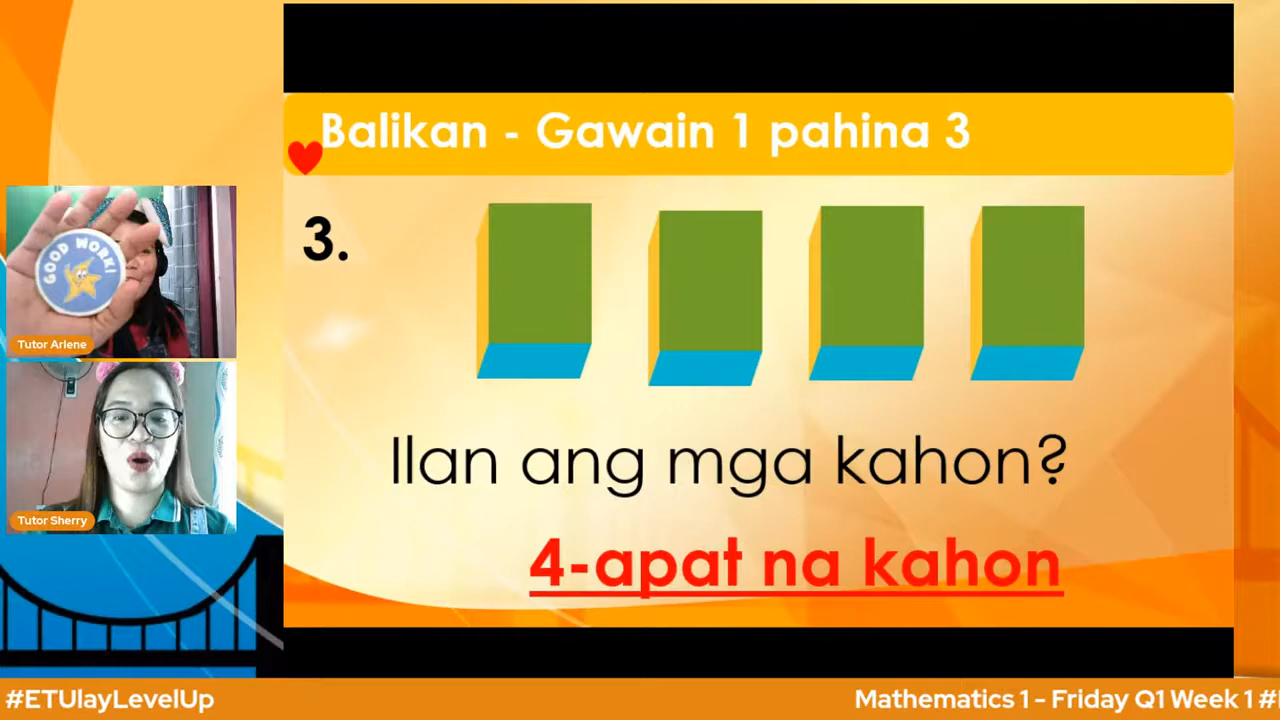 Balikan - Gawain 1 pahina 3
3.
GOOD WORK!
Tutor Arlene
Tutor Sherry
Ilan ang mga kahon?
4-apat na kahon
#ETUlayLevelUp
Mathematics 1 - Friday Q1 Week 1 #